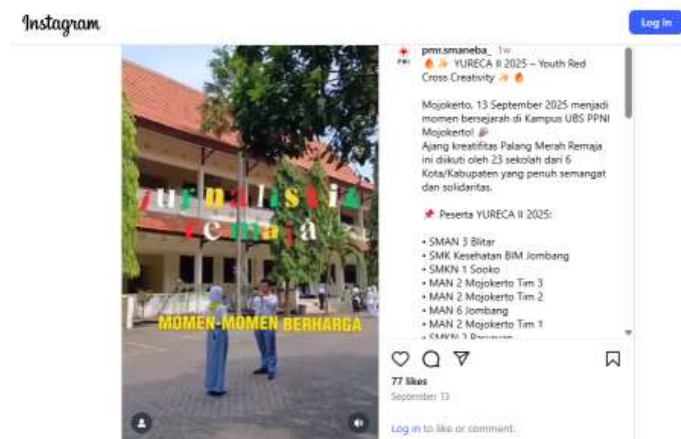 Instagram
Log in
jurnalistik
remaja
MOMEN-MOMEN BERHARGA
pmr.smaneba_ 1w
🔥✨ YURECA II 2025 – Youth Red
Cross Creativity ✨🔥
Mojokerto, 13 September 2025 menjadi
momen bersejarah di Kampus UBS PPNI
Mojokerto! 🎉
Ajang kreatifitas Palang Merah Remaja
ini diikuti oleh 23 sekolah dari 6
Kota/Kabupaten yang penuh semangat
dan solidaritas.
📌 Peserta YURECA II 2025:
• SMAN 3 Blitar
• SMK Kesehatan BIM Jombang
• SMKN 1 Sooko
• MAN 2 Mojokerto Tim 3
• MAN 2 Mojokerto Tim 2
• MAN 6 Jombang
• MAN 2 Mojokerto Tim 1
77 likes
September 13
Log in to like or comment.